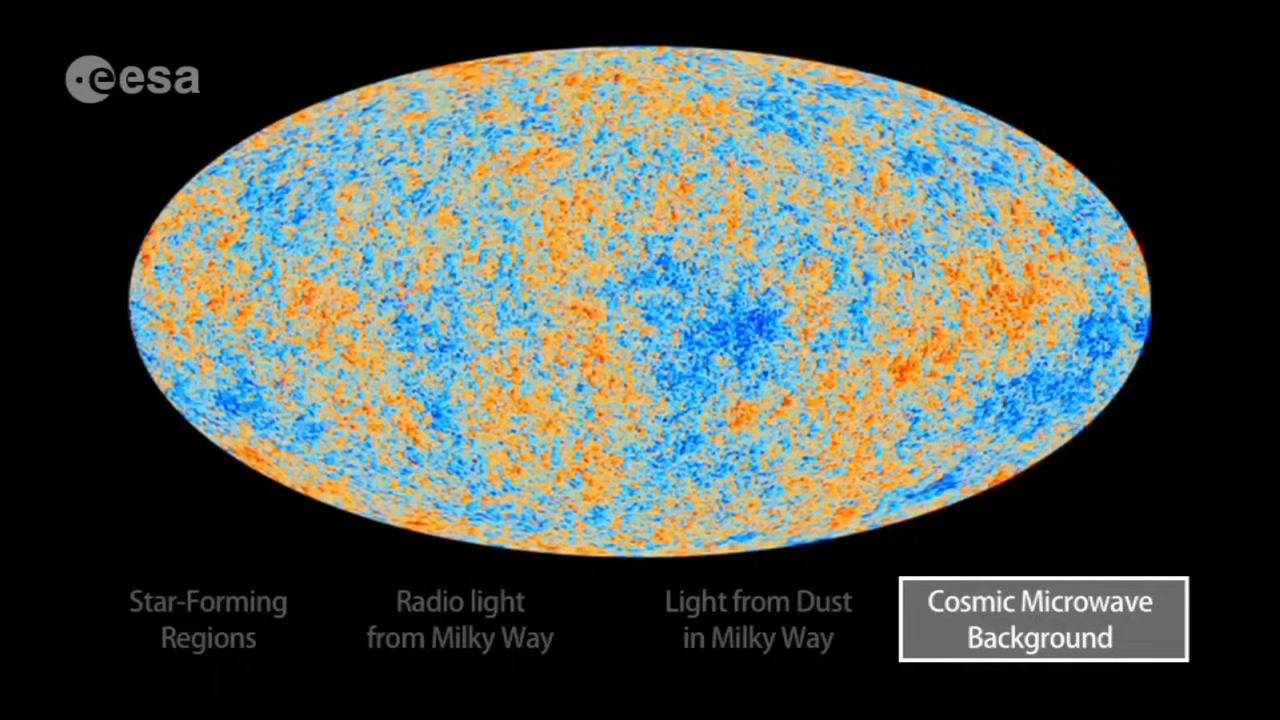 esa
Star-Forming
Regions
Radio light
from Milky Way
Light from Dust
in Milky Way
Cosmic Microwave
Background